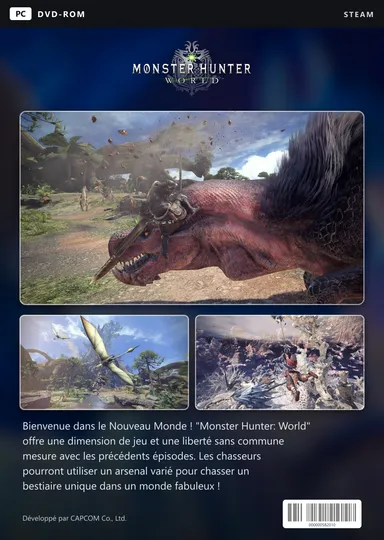 PC DVD-ROM
STEAM
MONSTER HUNTER
WORLD
Bienvenue dans le Nouveau Monde ! "Monster Hunter: World"
offre une dimension de jeu et une liberté sans commune
mesure avec les précédents épisodes. Les chasseurs
pourront utiliser un arsenal varié pour chasser un
bestiaire unique dans un monde fabuleux !
Développé par CAPCOM Co., Ltd.